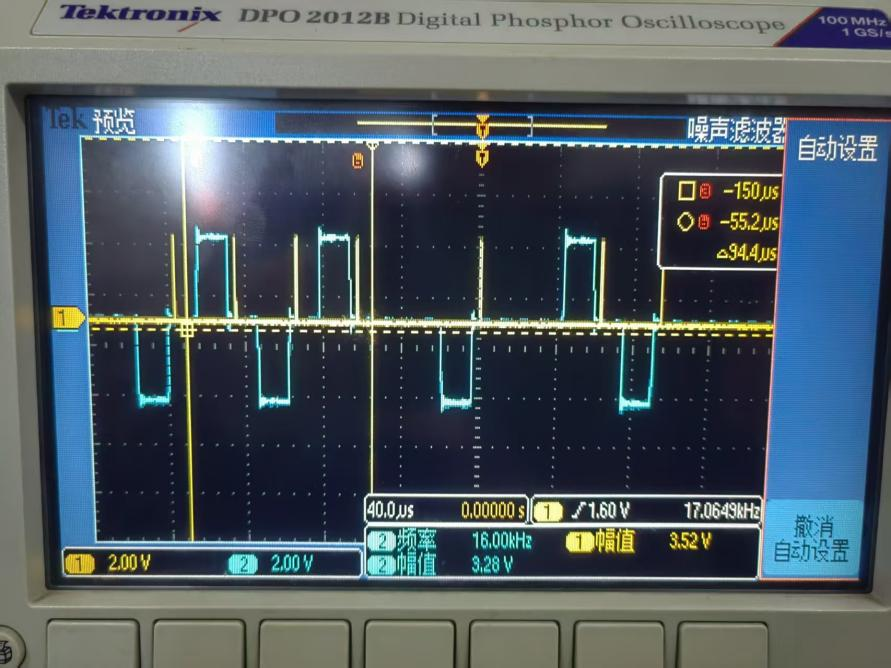 Tektronix DPO 2012B Digital Phosphor Oscilloscope
100 MHz
1 GS/s
Tek 预览
噪声滤波器
自动设置
-150μs
-55.2μs
△94.4μs
1
40.0μs 0.00000 s
1 1.60 V 17.0649kHz
2 频率 16.00kHz
1 幅值 3.52 V
2 幅值 3.28 V
1 2.00 V 2 2.00 V
撤消
自动设置